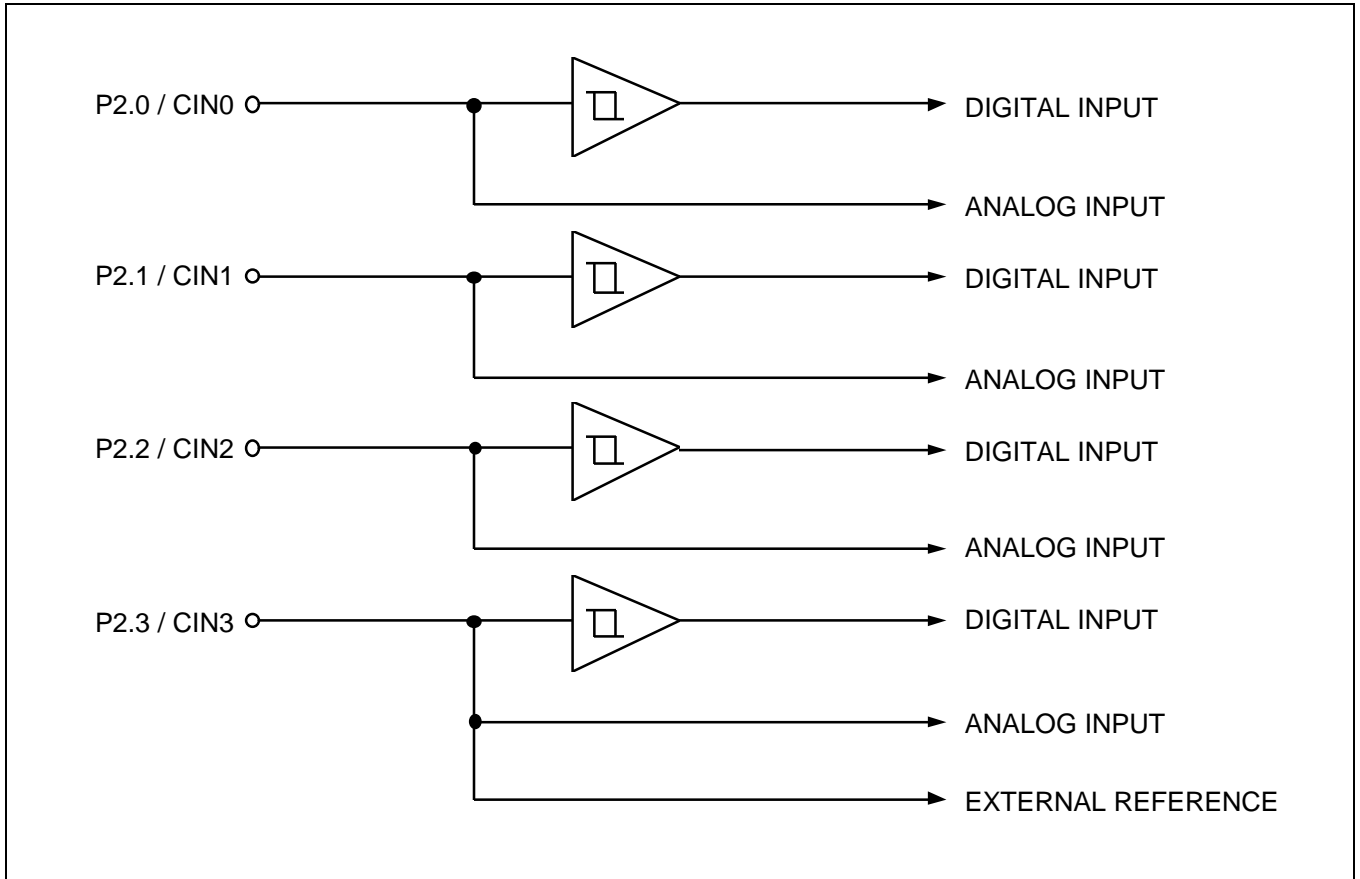 P2.0 / CIN0
DIGITAL INPUT
ANALOG INPUT
P2.1 / CIN1
DIGITAL INPUT
ANALOG INPUT
P2.2 / CIN2
DIGITAL INPUT
ANALOG INPUT
P2.3 / CIN3
DIGITAL INPUT
ANALOG INPUT
EXTERNAL REFERENCE